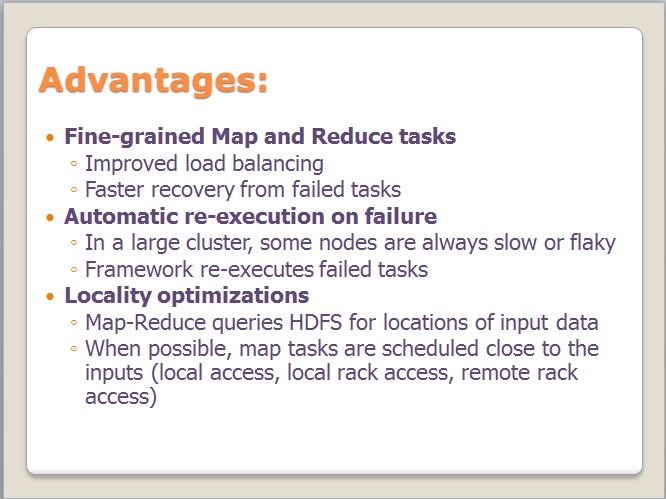 Advantages:
• Fine-grained Map and Reduce tasks
◦ Improved load balancing
◦ Faster recovery from failed tasks
• Automatic re-execution on failure
◦ In a large cluster, some nodes are always slow or flaky
◦ Framework re-executes failed tasks
• Locality optimizations
◦ Map-Reduce queries HDFS for locations of input data
◦ When possible, map tasks are scheduled close to the
inputs (local access, local rack access, remote rack
access)